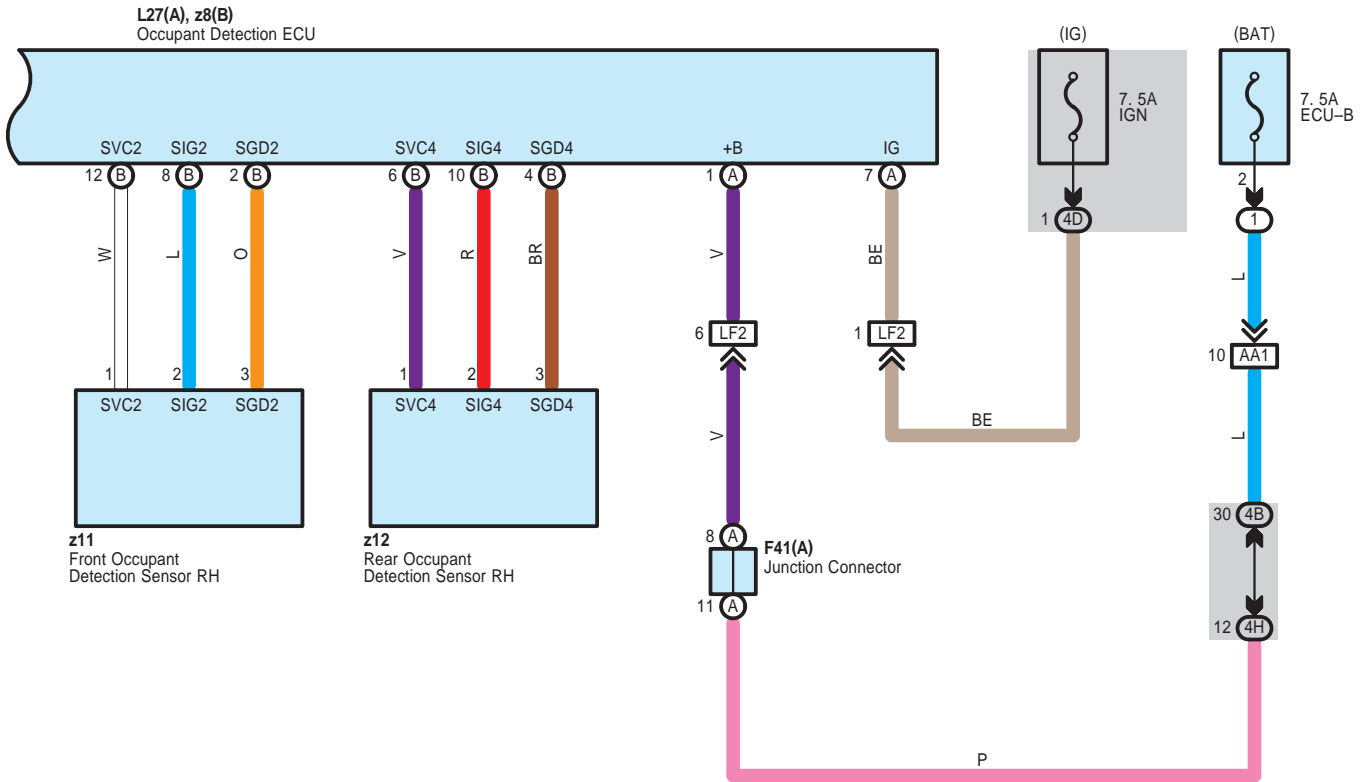 L27(A), z8(B)
Occupant Detection ECU
(IG)
(BAT)
7. 5A
IGN
7. 5A
ECU–B
SVC2 SIG2 SGD2 SVC4 SIG4 SGD4 +B IG
12 B 8 B 2 B 6 B 10 B 4 B 1 A 7 A
2
1 4D
1
W L O V R BR V BE L
6 LF2 1 LF2
10 AA1
1 2 3 1 2 3
SVC2 SIG2 SGD2 SVC4 SIG4 SGD4
BE
V L
30 4B
z11
Front Occupant
Detection Sensor RH
z12
Rear Occupant
Detection Sensor RH
8 A
F41(A)
Junction Connector
11 A
12 4H
P